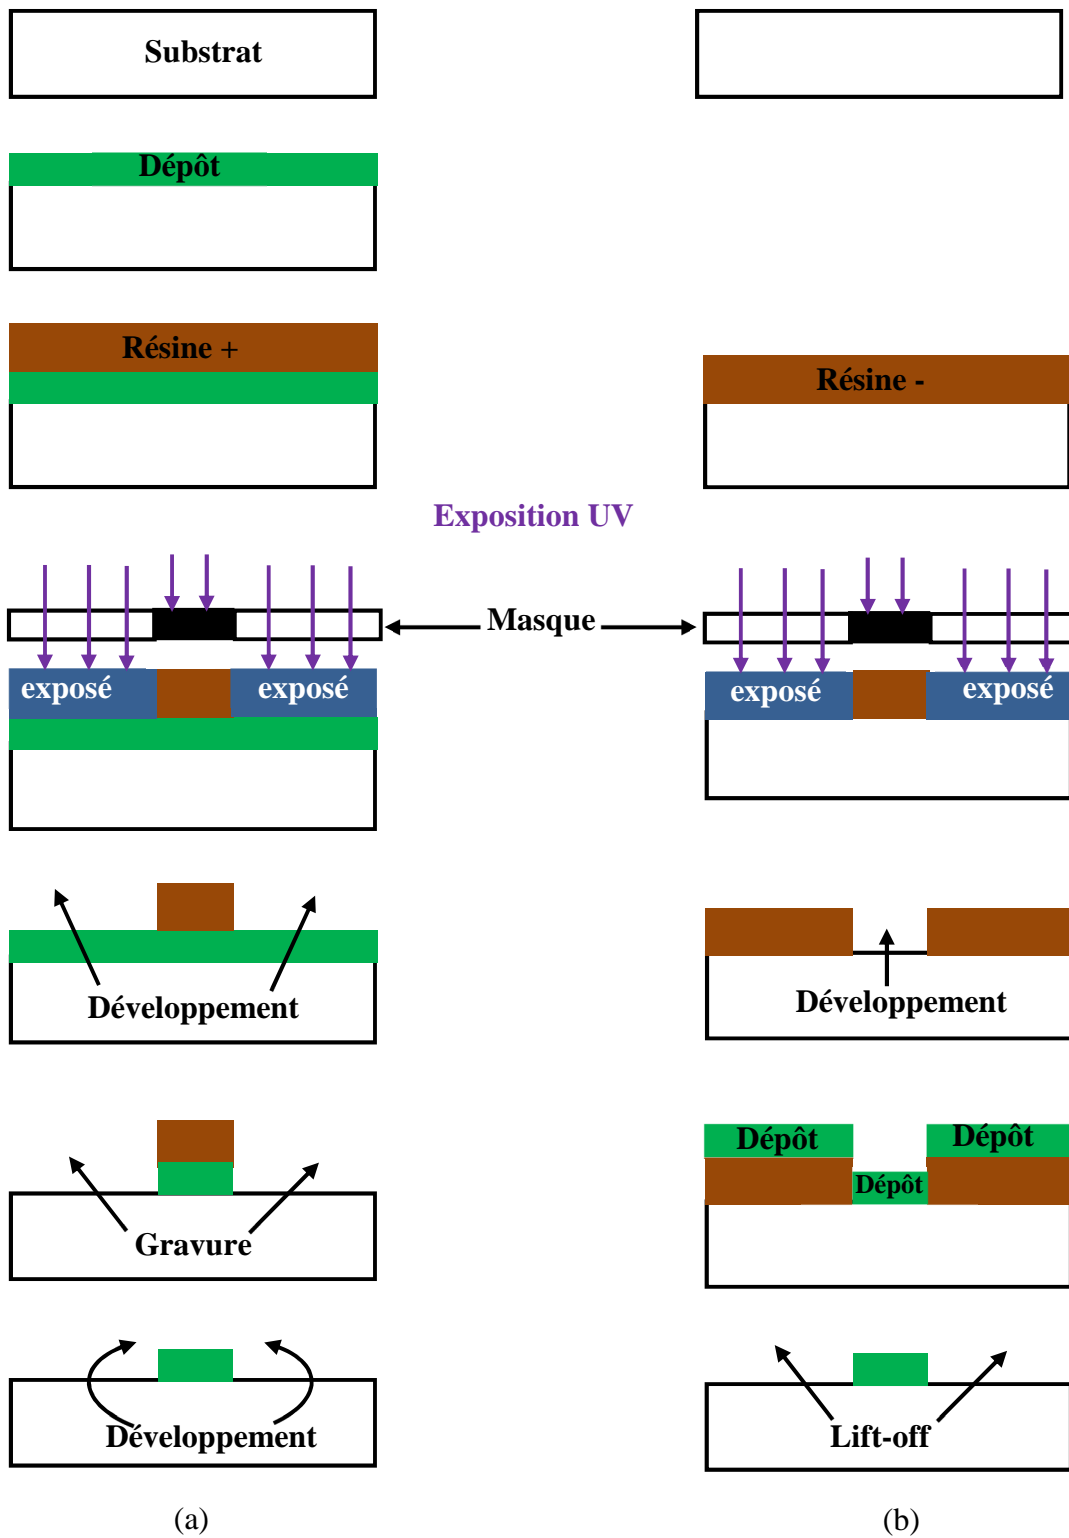 Substrat
Dépôt
Résine +
Résine -
Exposition UV
Masque
exposé exposé exposé exposé
Développement
Développement
Dépôt Dépôt
Dépôt
Gravure
Développement
Lift-off
(a) (b)